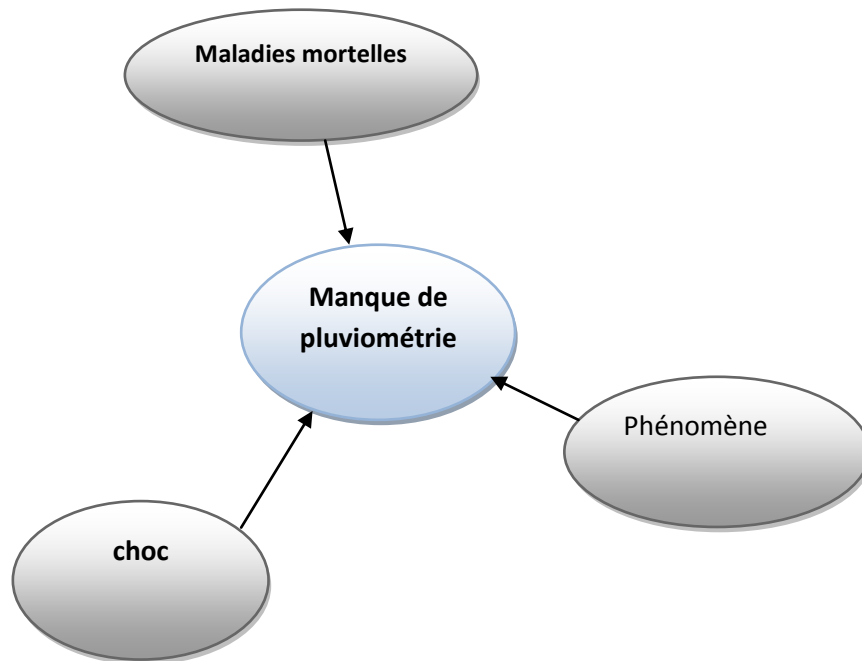 Maladies mortelles
Manque de
pluviométrie
Phénomène
choc